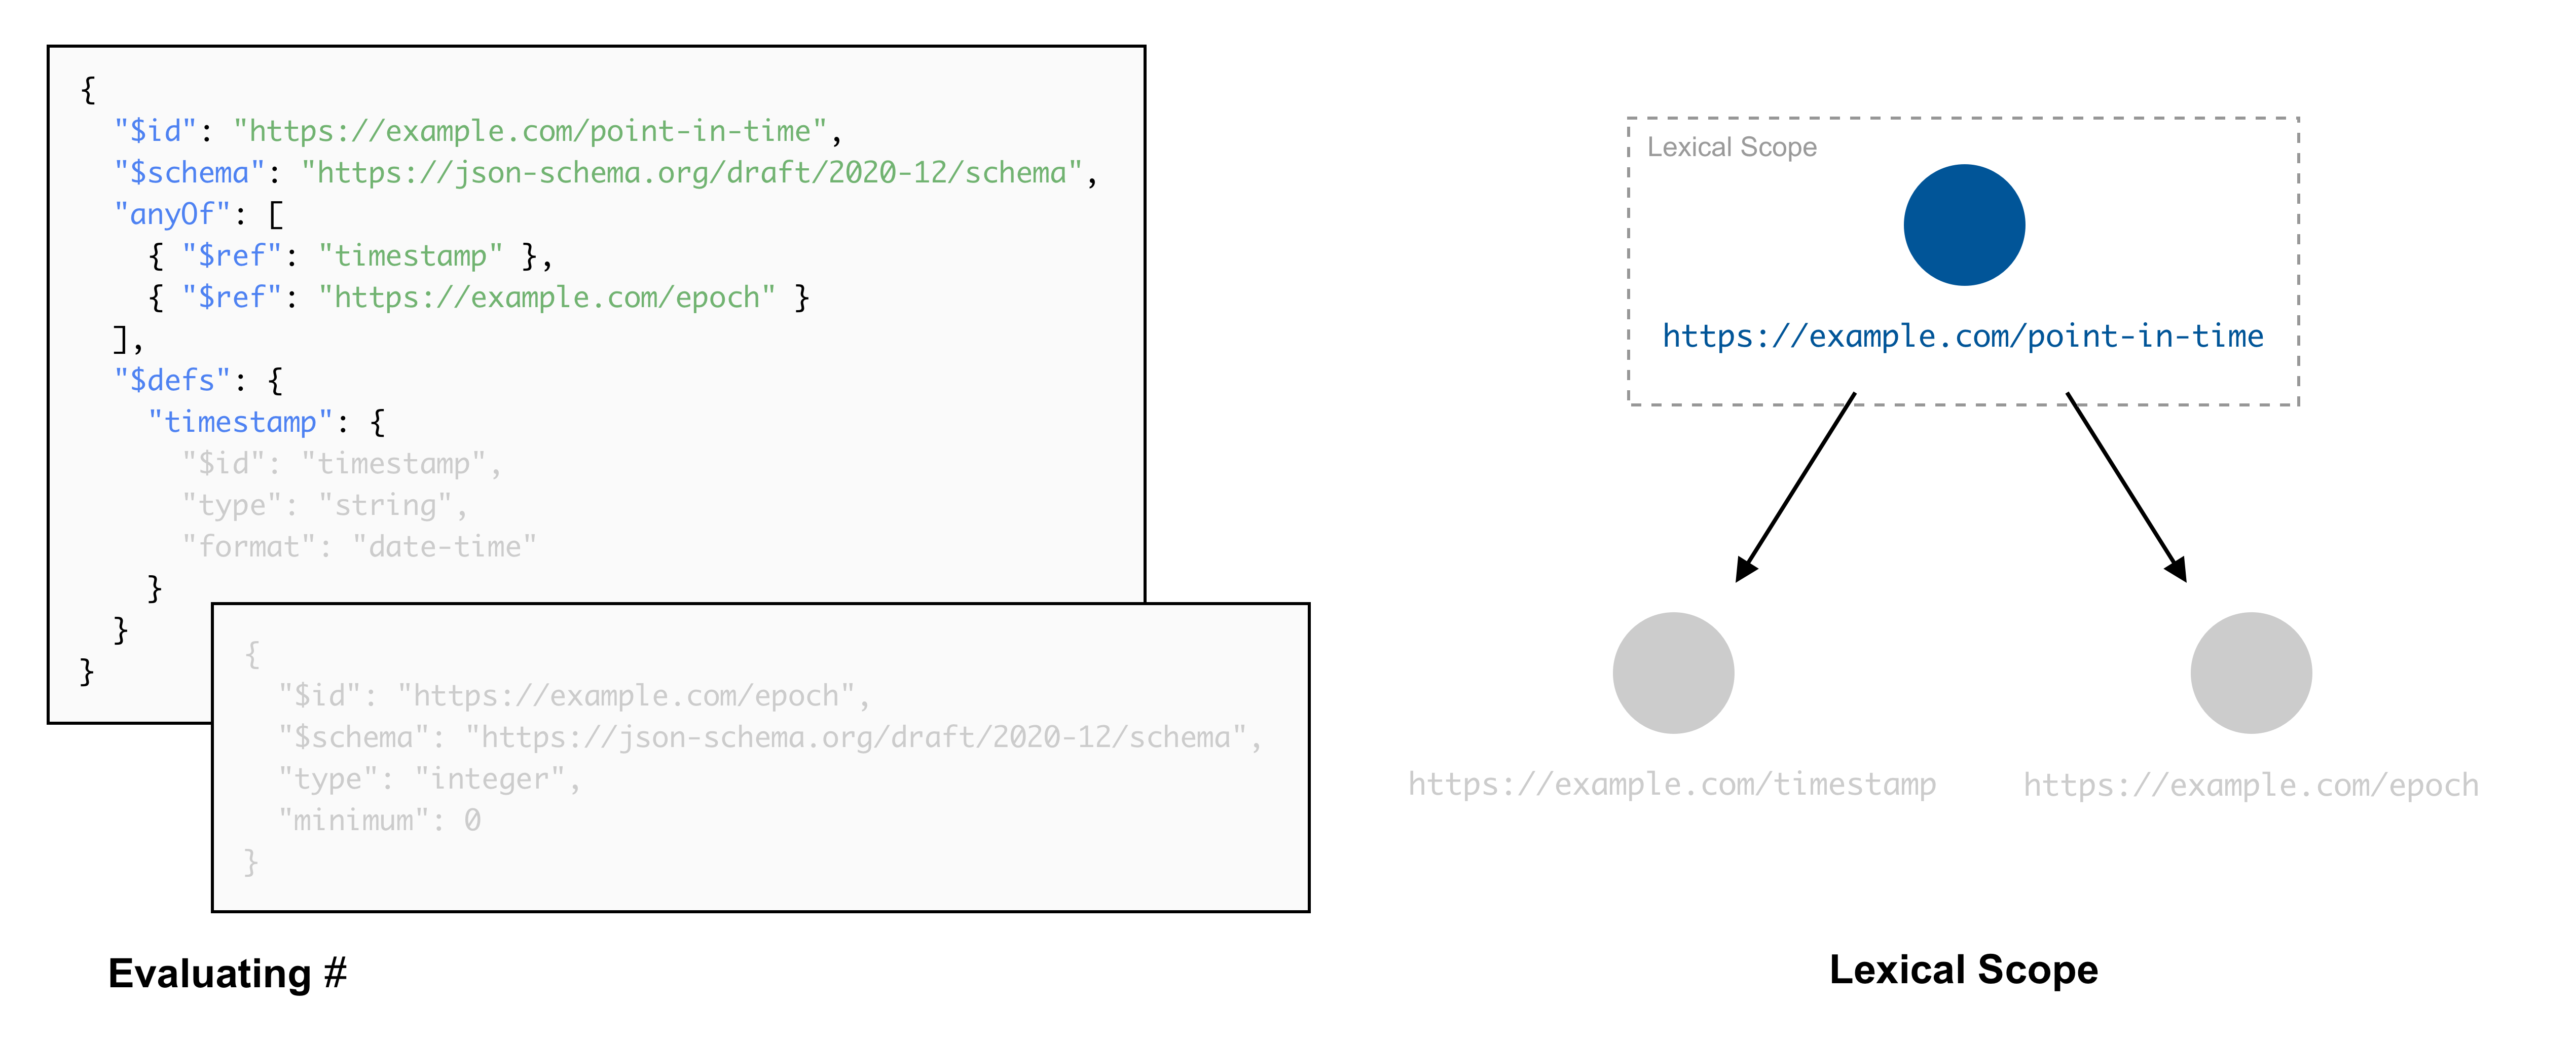 {
  "$id": "https://example.com/point-in-time",
  "$schema": "https://json-schema.org/draft/2020-12/schema",
  "anyOf": [
    { "$ref": "timestamp" },
    { "$ref": "https://example.com/epoch" }
  ],
  "$defs": {
    "timestamp": {
      "$id": "timestamp",
      "type": "string",
      "format": "date-time"
    }
  }
}
{
  "$id": "https://example.com/epoch",
  "$schema": "https://json-schema.org/draft/2020-12/schema",
  "type": "integer",
  "minimum": 0
}
Evaluating #
Lexical Scope
https://example.com/point-in-time
https://example.com/timestamp
https://example.com/epoch
Lexical Scope